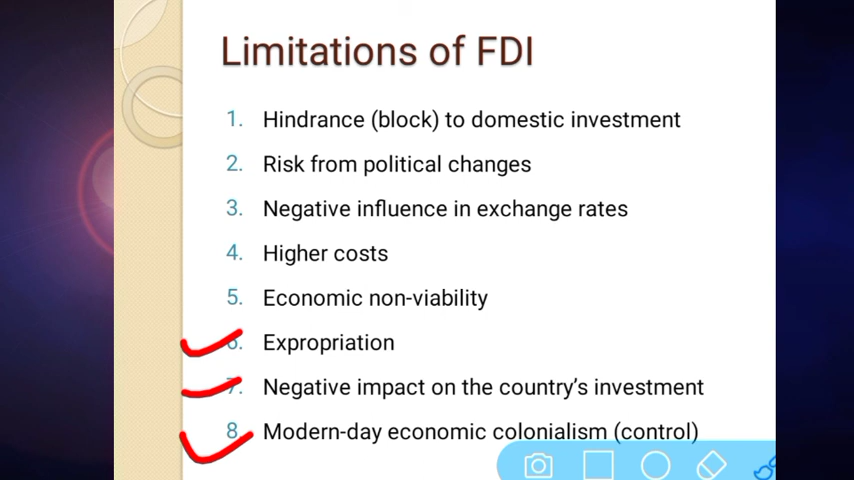 Limitations of FDI
1. Hindrance (block) to domestic investment
2. Risk from political changes
3. Negative influence in exchange rates
4. Higher costs
5. Economic non-viability
6. Expropriation
7. Negative impact on the country's investment
8. Modern-day economic colonialism (control)